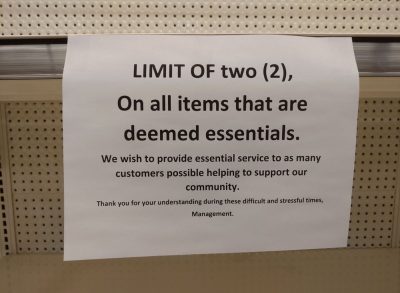 LIMIT OF two (2),
On all items that are
deemed essentials.
We wish to provide essential service to as many
customers possible helping to support our
community.
Thank you for your understanding during these difficult and stressful times,
Management.